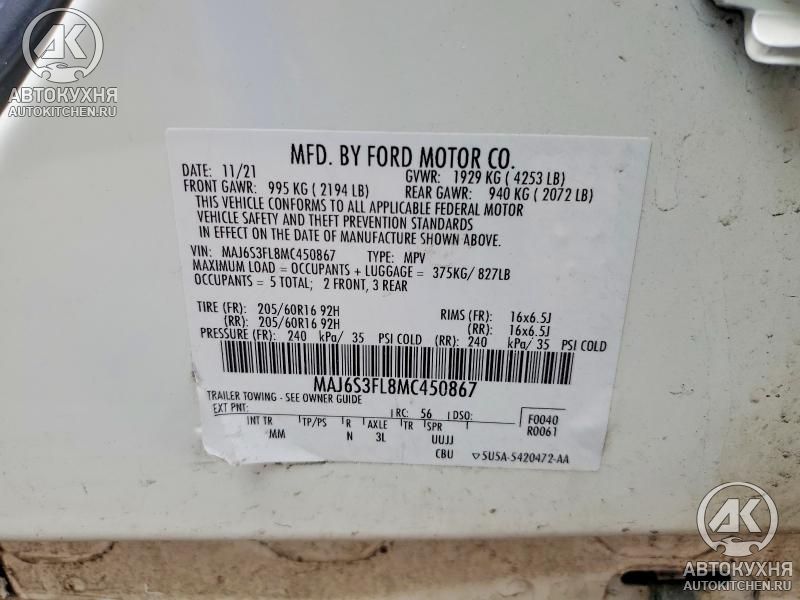 AK
АВТОКУХНЯ
AUTOKITCHEN.RU
MFD. BY FORD MOTOR CO.
DATE: 11/21 GVWR: 1929 KG ( 4253 LB)
FRONT GAWR: 995 KG ( 2194 LB) REAR GAWR: 940 KG ( 2072 LB)
THIS VEHICLE CONFORMS TO ALL APPLICABLE FEDERAL MOTOR
VEHICLE SAFETY AND THEFT PREVENTION STANDARDS
IN EFFECT ON THE DATE OF MANUFACTURE SHOWN ABOVE.
VIN: MAJ6S3FL8MC450867 TYPE: MPV
MAXIMUM LOAD = OCCUPANTS + LUGGAGE = 375KG/ 827LB
OCCUPANTS = 5 TOTAL; 2 FRONT, 3 REAR
TIRE (FR): 205/60R16 92H RIMS (FR): 16x6.5J
(RR): 205/60R16 92H (RR): 16x6.5J
PRESSURE (FR): 240 kPa/ 35 PSI COLD (RR): 240 kPa/ 35 PSI COLD
MAJ6S3FL8MC450867
TRAILER TOWING - SEE OWNER GUIDE
EXT PNT: RC: 56 DSO: F0040
INT TR TP/PS R AXLE TR SPR R0061
MM N 3L UUJJ
CBU 5U5A-5420472-AA
AK
АВТОКУХНЯ
AUTOKITCHEN.RU